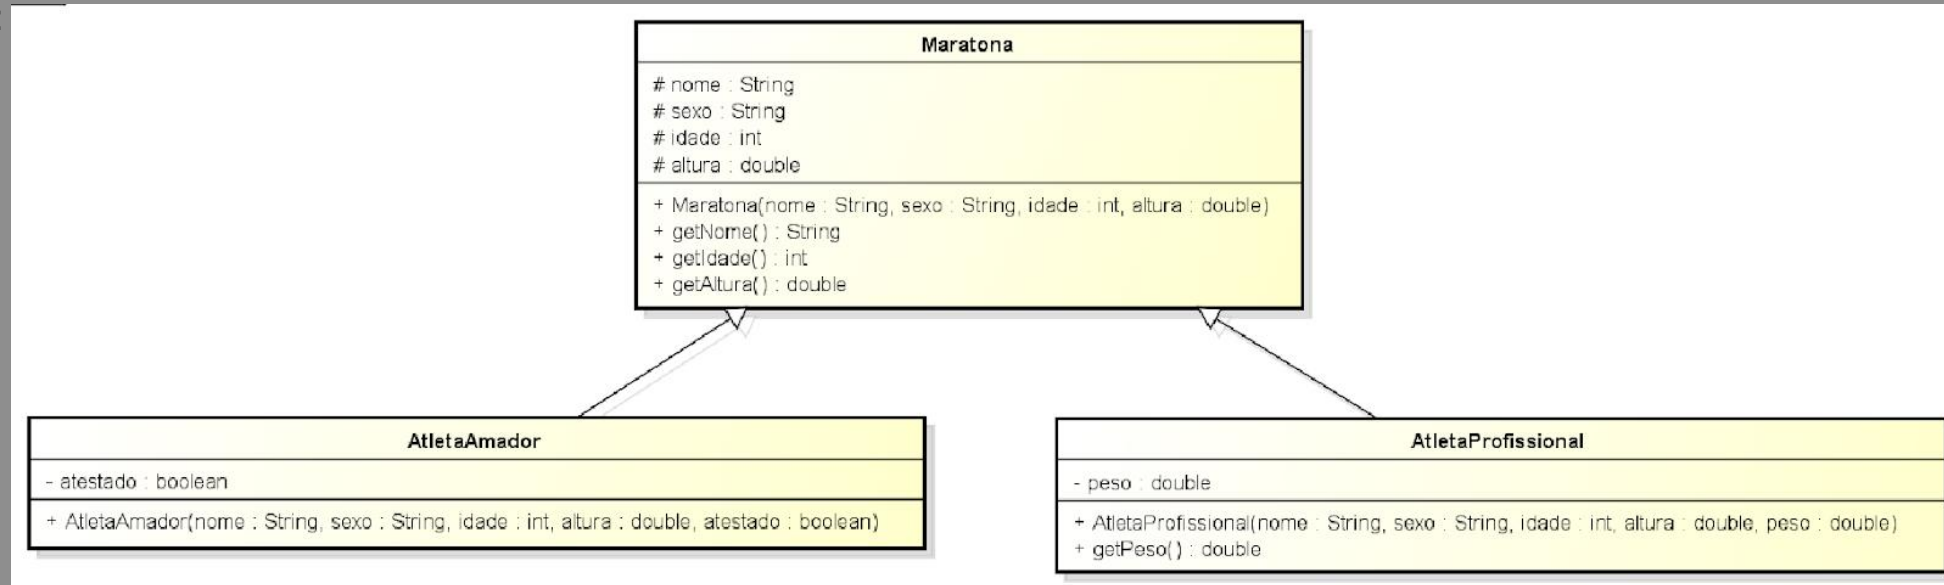 Maratona
# nome : String
# sexo : String
# idade : int
# altura : double
+ Maratona(nome : String, sexo : String, idade : int, altura : double)
+ getNome() : String
+ getIdade() : int
+ getAltura() : double
AtletaAmador
- atestado : boolean
+ AtletaAmador(nome : String, sexo : String, idade : int, altura : double, atestado : boolean)
AtletaProfissional
- peso : double
+ AtletaProfissional(nome : String, sexo : String, idade : int, altura : double, peso : double)
+ getPeso() : double